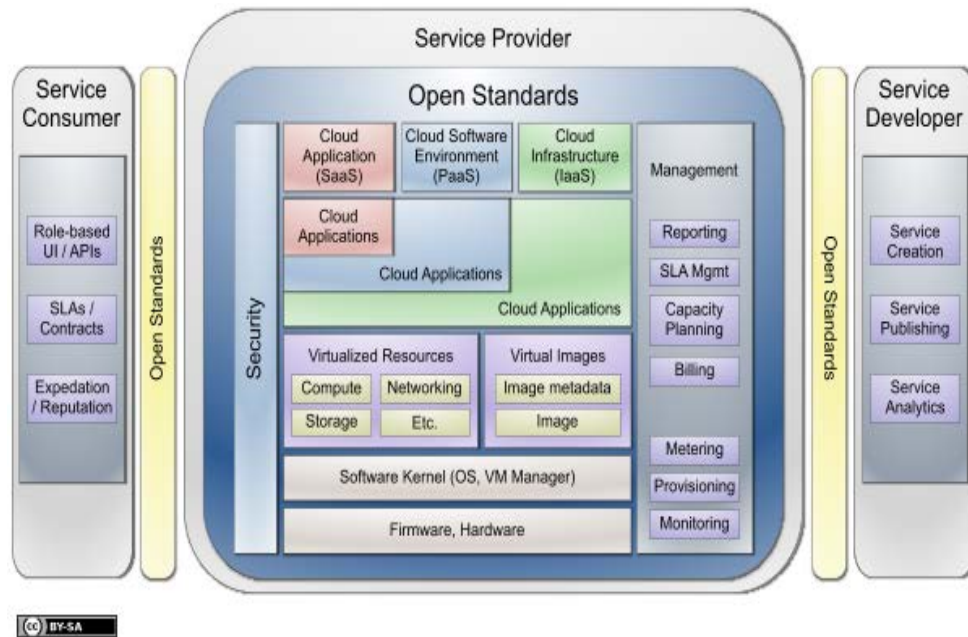 Service Provider
Service
Consumer
Role-based
UI / APIs
SLAs /
Contracts
Expedation
/ Reputation
Open Standards
Open Standards
Security
Cloud
Application
(SaaS)
Cloud Software
Environment
(PaaS)
Cloud
Infrastructure
(IaaS)
Cloud
Applications
Cloud Applications
Cloud Applications
Virtualized Resources
Compute
Networking
Storage
Etc.
Virtual Images
Image metadata
Image
Software Kernel (OS, VM Manager)
Firmware, Hardware
Management
Reporting
SLA Mgmt
Capacity
Planning
Billing
Metering
Provisioning
Monitoring
Open Standards
Service
Developer
Service
Creation
Service
Publishing
Service
Analytics
cc BY-SA